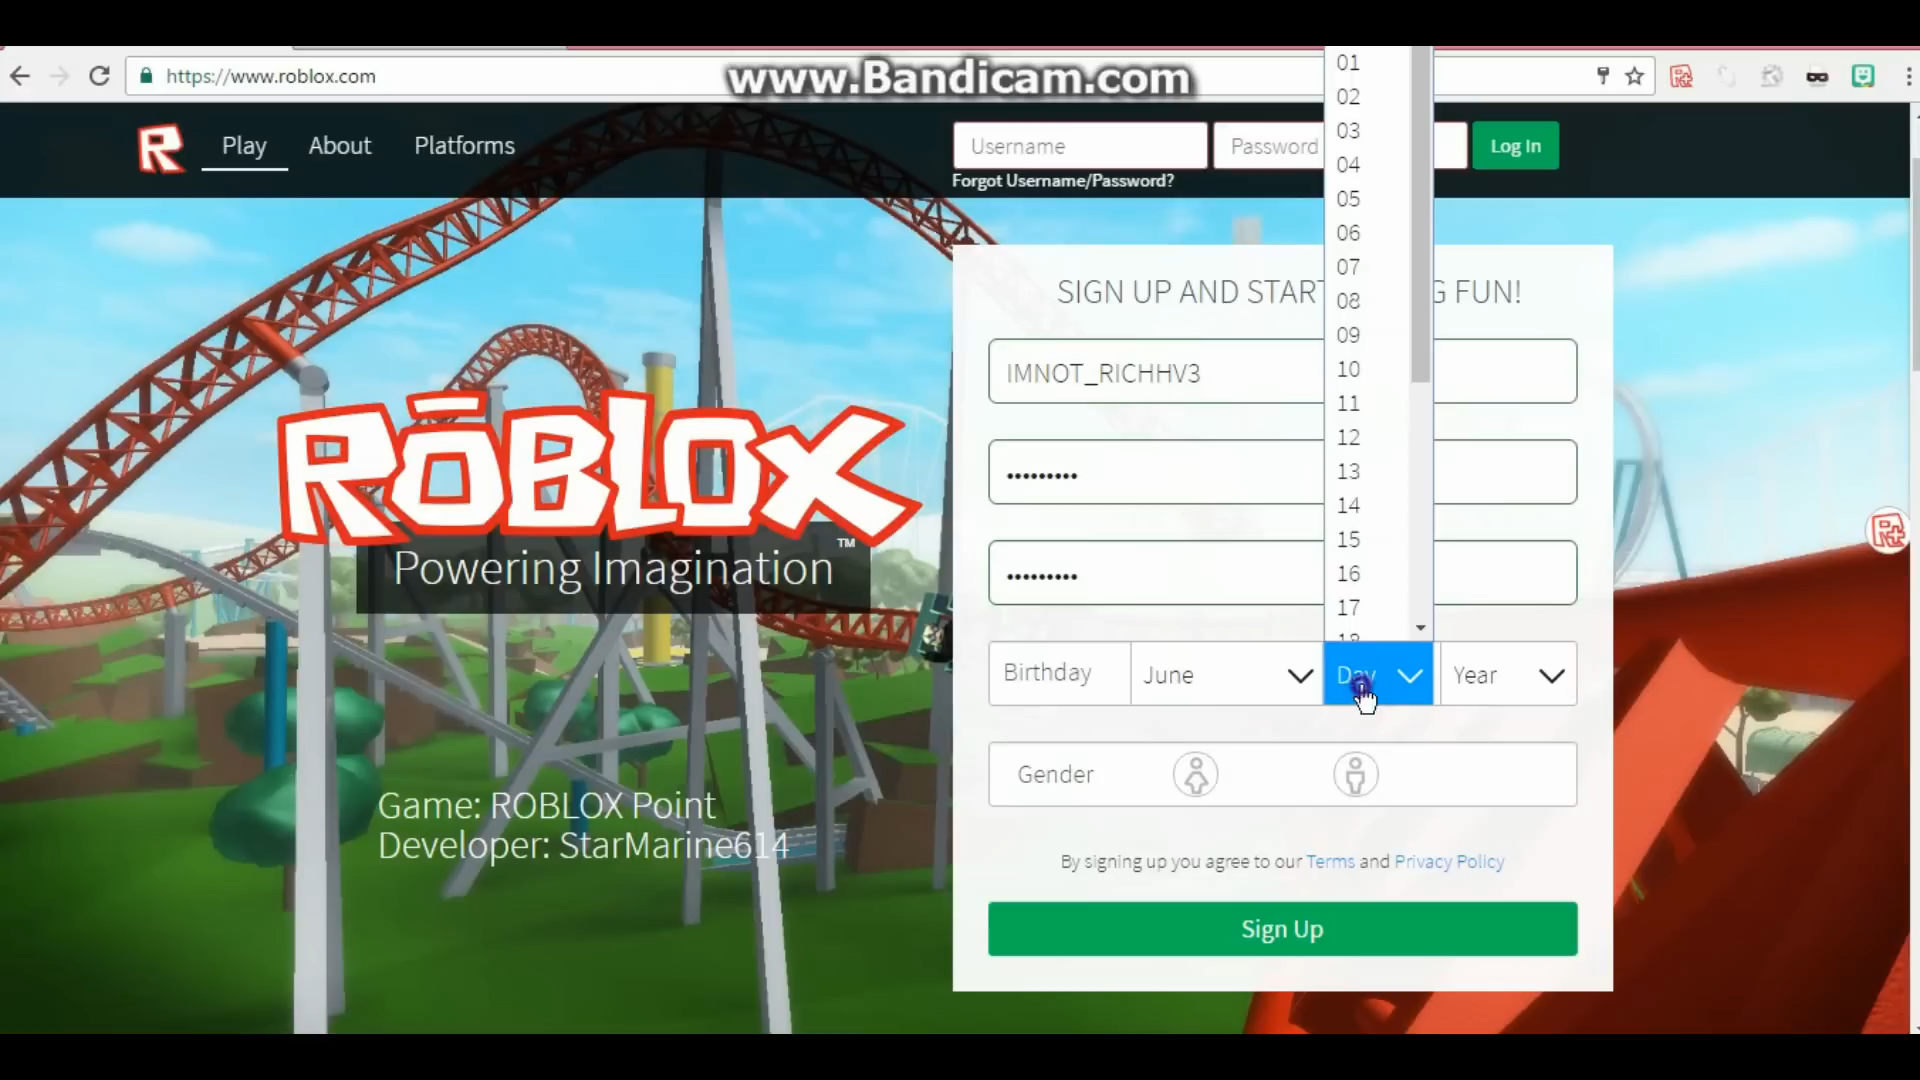 https://www.roblox.com
www.Bandicam.com
Play
About
Platforms
Username
Password
Log In
Forgot Username/Password?
01
02
03
04
05
06
07
08
09
10
11
12
13
14
15
16
17
18
SIGN UP AND START
G FUN!
IMNOT_RICHHV3
Birthday
June
Day
Year
Gender
By signing up you agree to our Terms and Privacy Policy
Sign Up
RŌBLOX
TM
Powering Imagination
Game: ROBLOX Point
Developer: StarMarine614